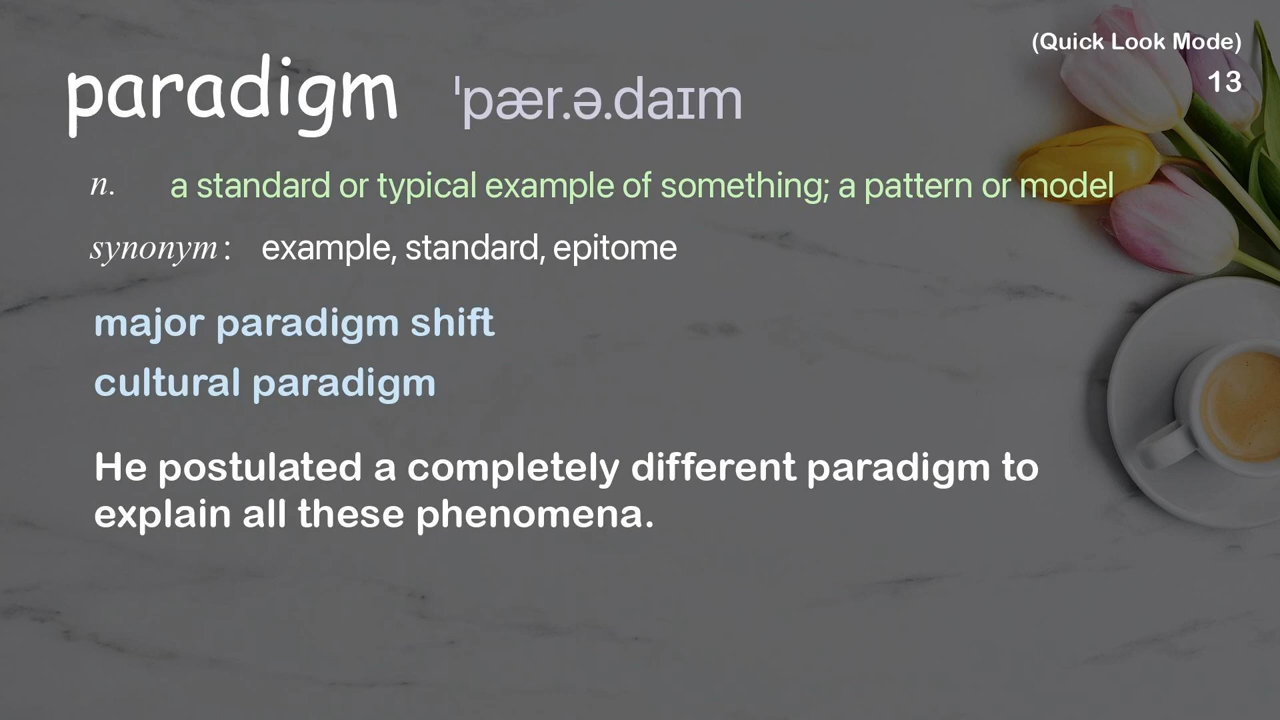 (Quick Look Mode)
13
paradigm ˈpær.ə.daɪm
n. a standard or typical example of something; a pattern or model
synonym: example, standard, epitome
major paradigm shift
cultural paradigm
He postulated a completely different paradigm to
explain all these phenomena.